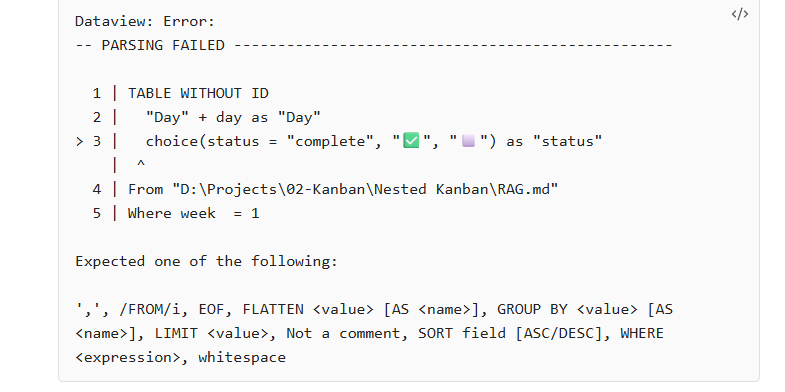 </>
Dataview: Error:
-- PARSING FAILED --------------------------------------------------
1 | TABLE WITHOUT ID
2 |   "Day" + day as "Day"
> 3 |   choice(status = "complete", "✅", "◻️") as "status"
|  ^
4 | From "D:\Projects\02-Kanban\Nested Kanban\RAG.md"
5 | Where week  = 1
Expected one of the following:
',', /FROM/i, EOF, FLATTEN <value> [AS <name>], GROUP BY <value> [AS
<name>], LIMIT <value>, Not a comment, SORT field [ASC/DESC], WHERE
<expression>, whitespace